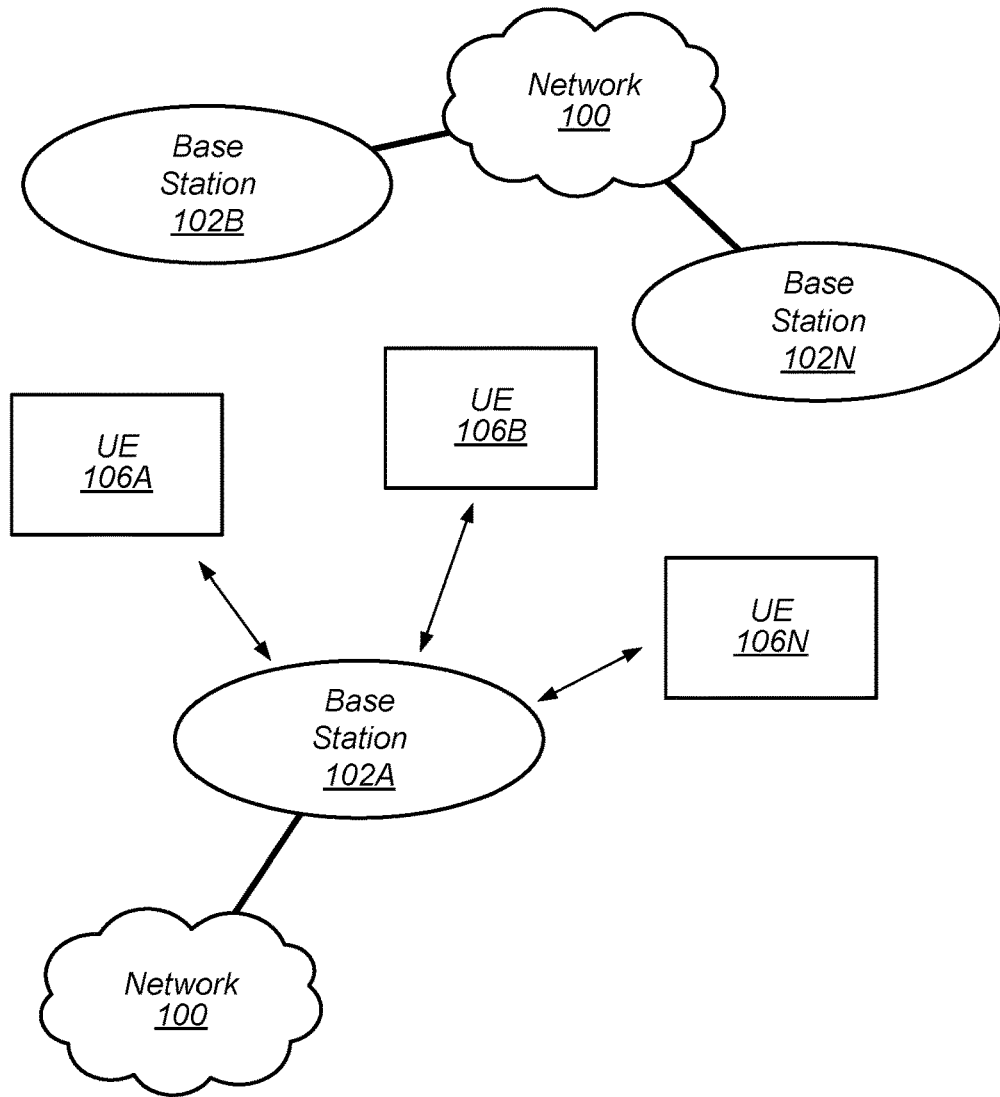 Network
100
Base
Station
102B
Base
Station
102N
UE
106B
UE
106A
UE
106N
Base
Station
102A
Network
100